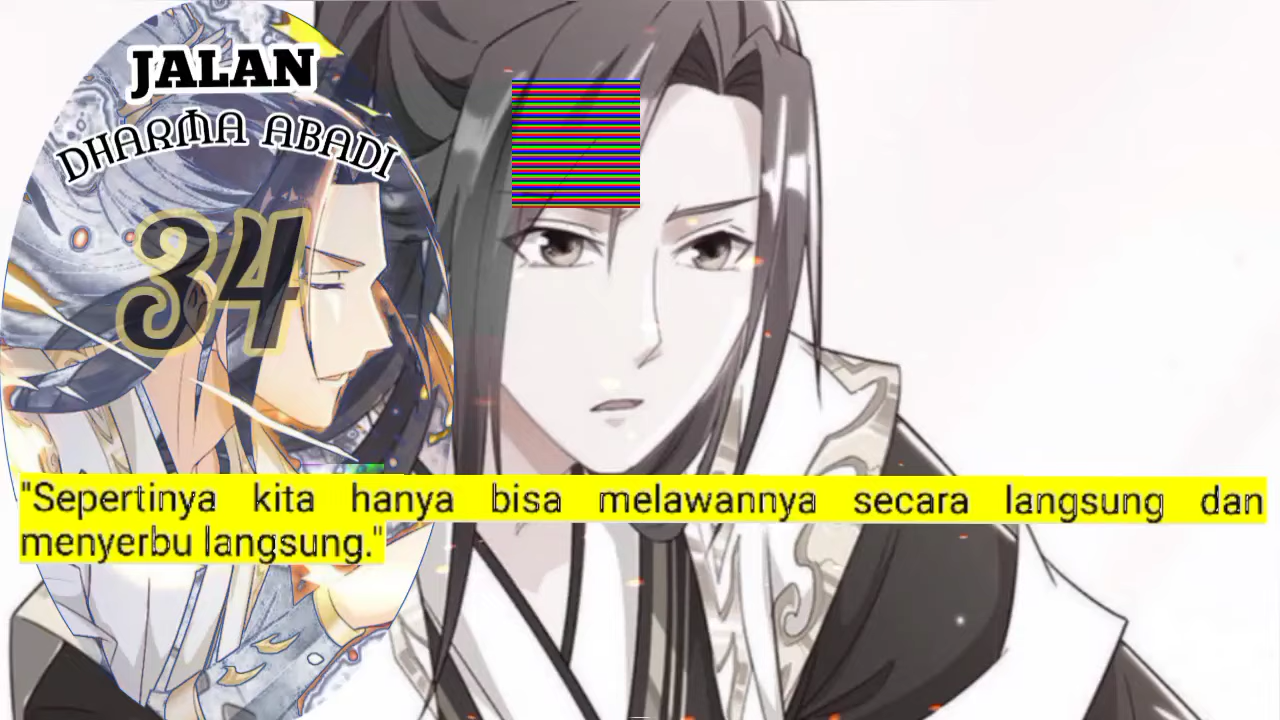 JALAN
DHARMA ABADI
34
"Sepertinya kita hanya bisa melawannya secara langsung dan
menyerbu langsung."